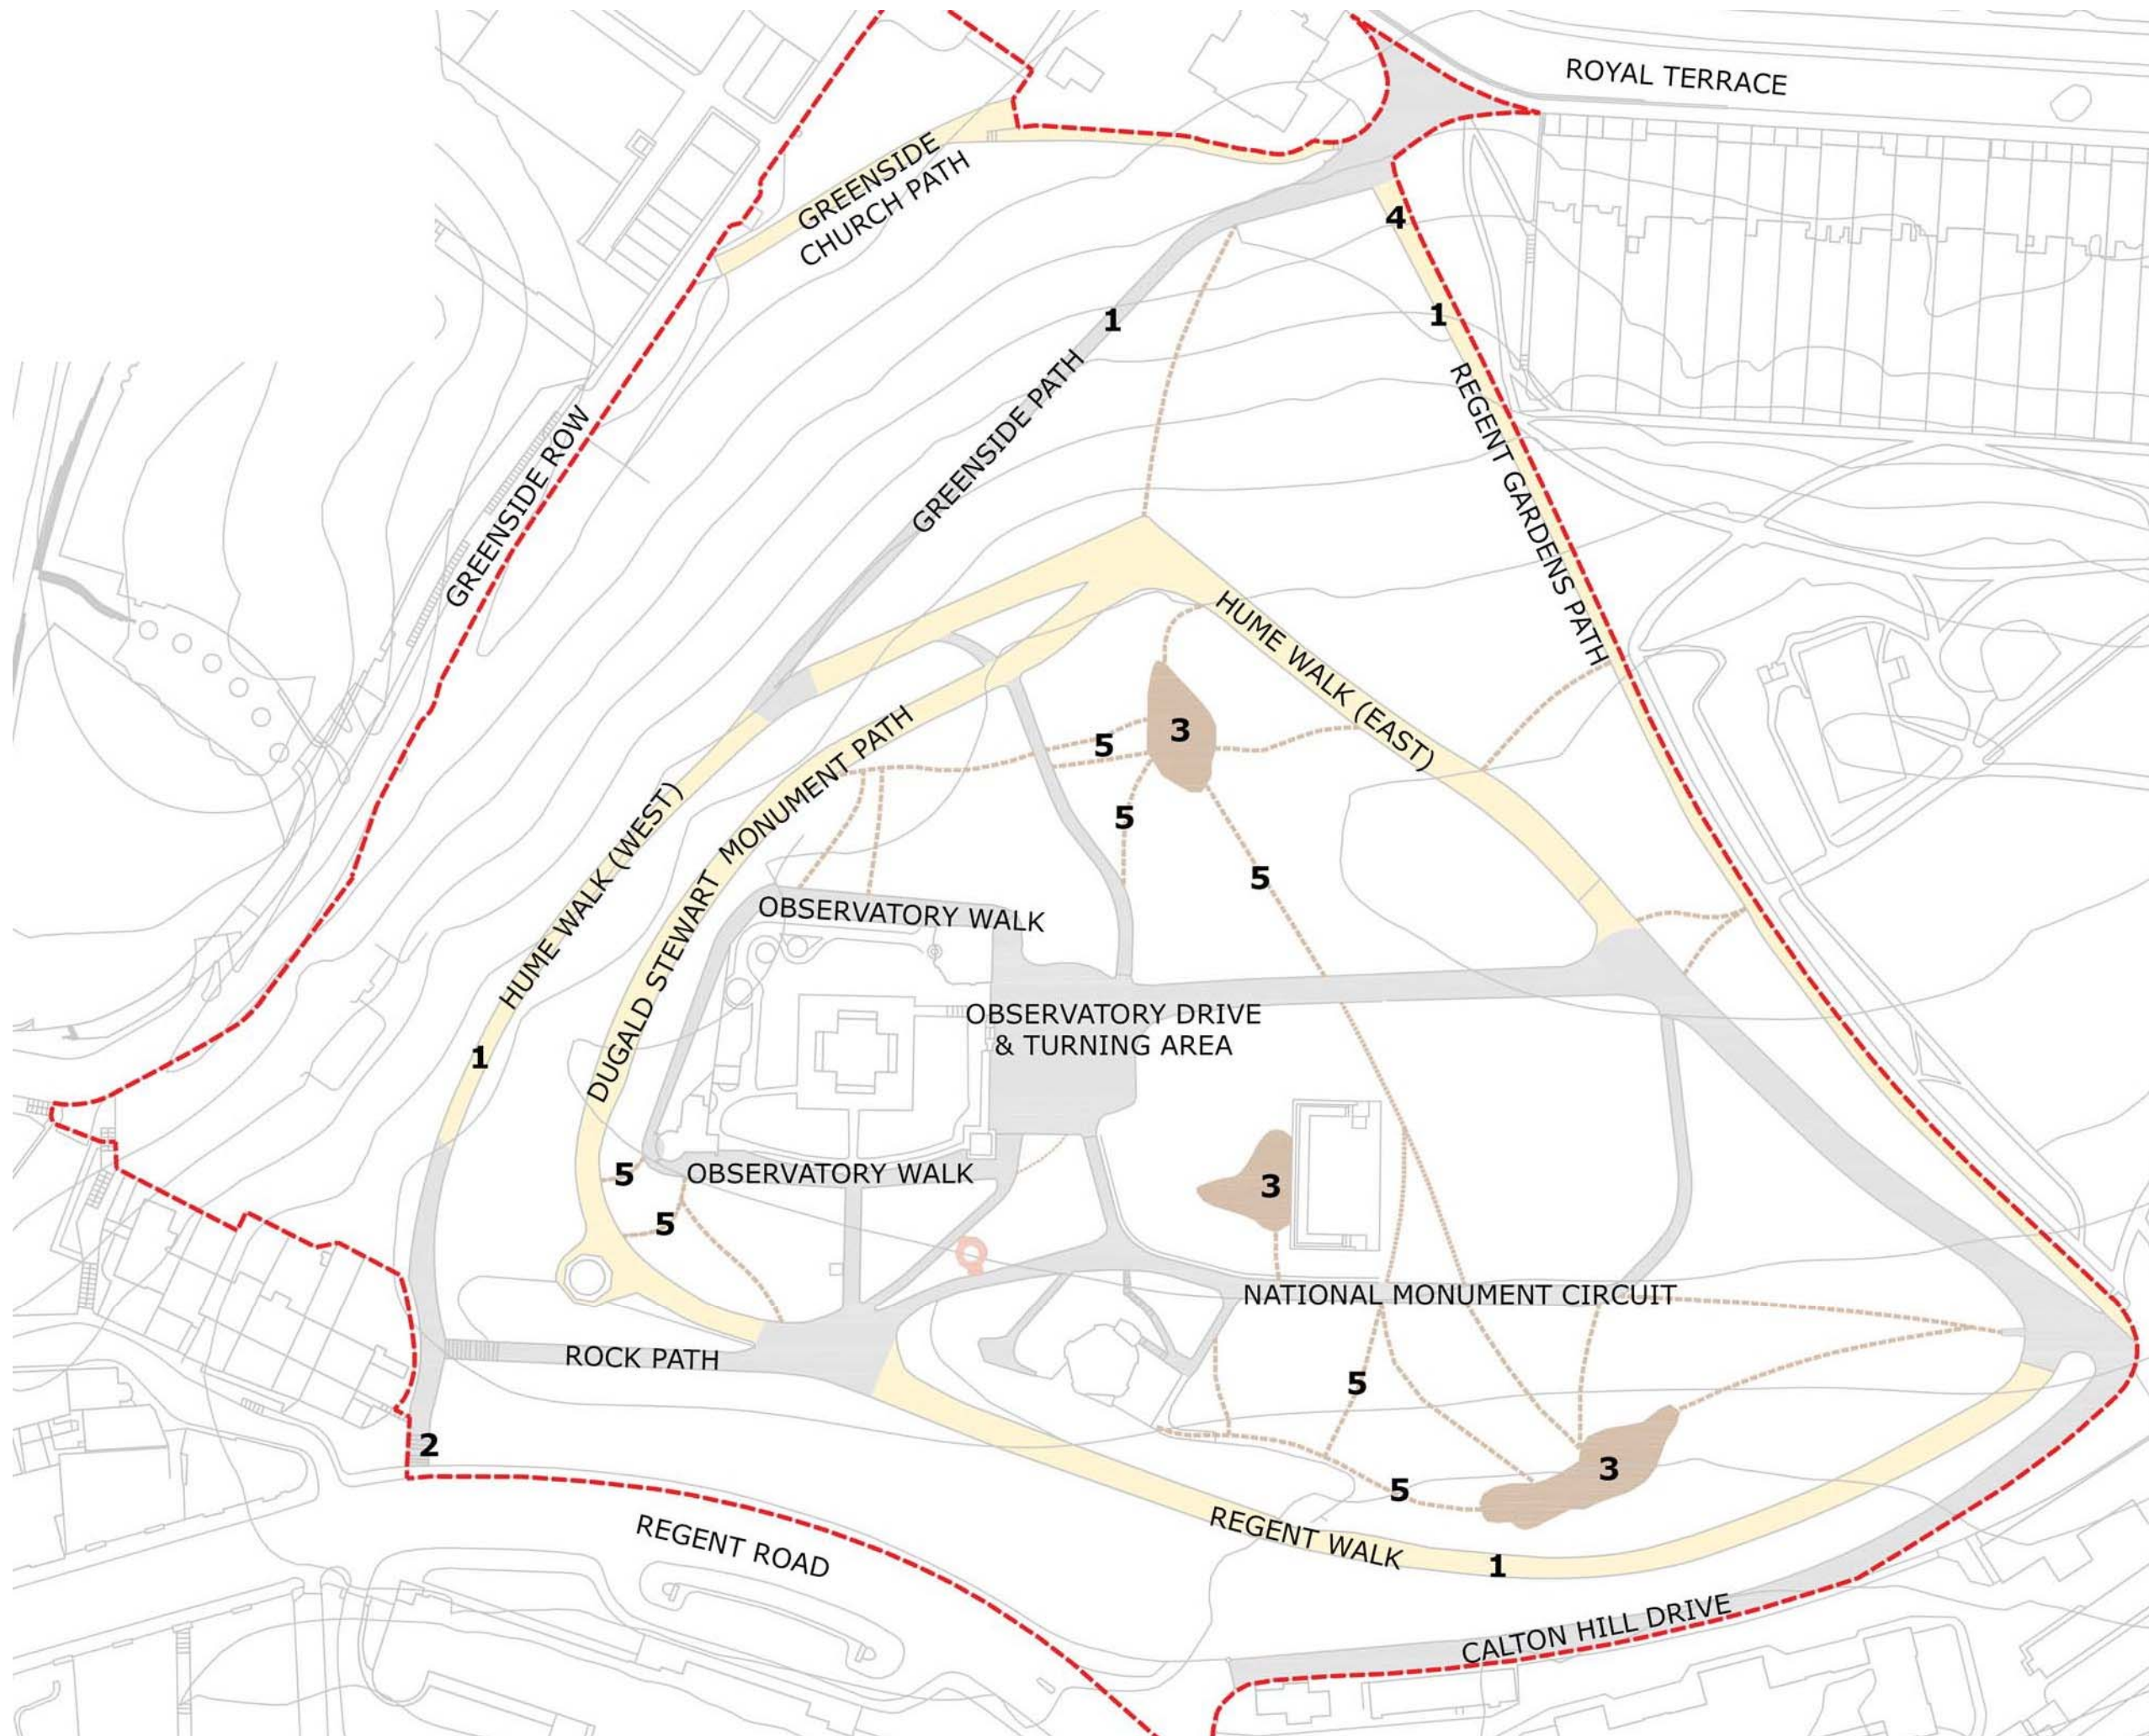 ROYAL TERRACE
GREENSIDE
CHURCH PATH
4
1
1
GREENSIDE PATH
REGENT GARDENS PATH
GREENSIDE ROW
HUME WALK (EAST)
3
5
5
5
HUME WALK (WEST)
DUGALD STEWART MONUMENT PATH
OBSERVATORY WALK
OBSERVATORY DRIVE
& TURNING AREA
1
5
OBSERVATORY WALK
3
5
NATIONAL MONUMENT CIRCUIT
ROCK PATH
5
2
3
5
REGENT WALK
1
REGENT ROAD
CALTON HILL DRIVE